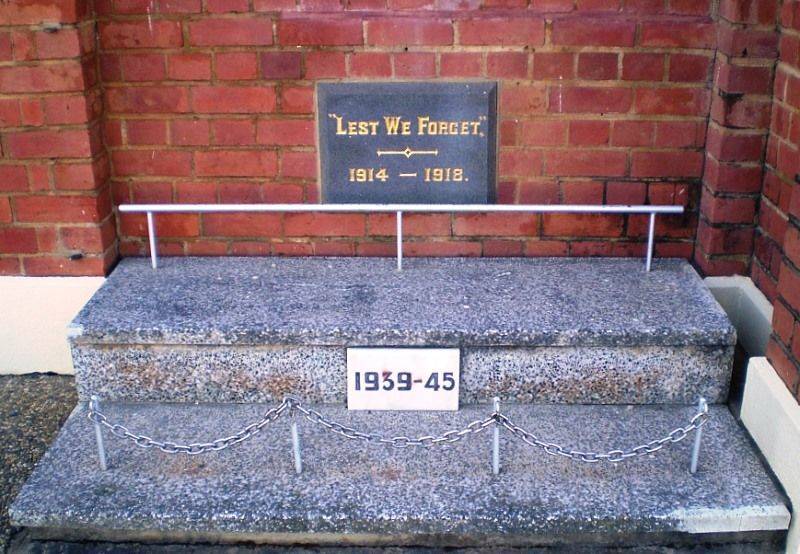 "LEST WE FORGET,"
1914 — 1918.
1939-45